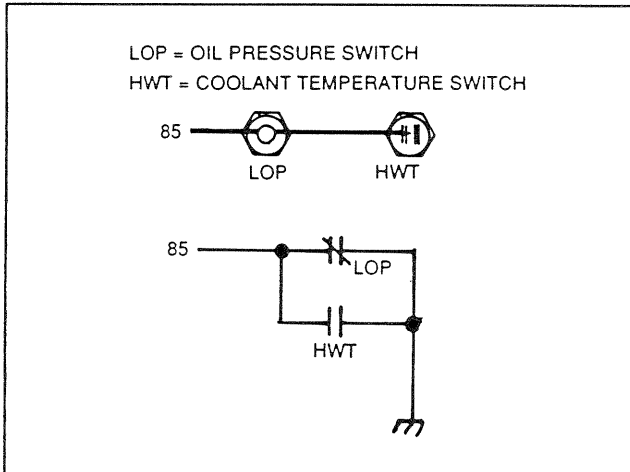 LOP = OIL PRESSURE SWITCH
HWT = COOLANT TEMPERATURE SWITCH
85
LOP
HWT
85
LOP
HWT